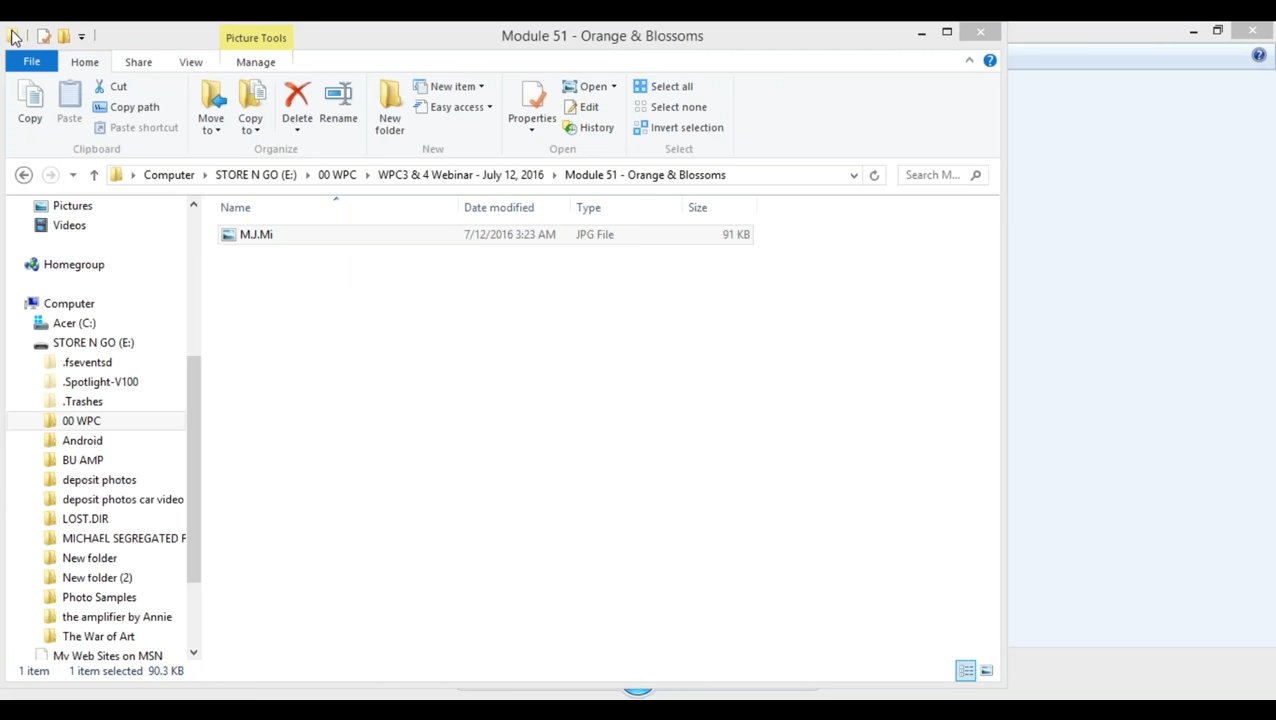 Picture Tools
Module 51 - Orange & Blossoms
File Home Share View Manage
Copy
Paste
Cut
Copy path
Paste shortcut
Clipboard
Move to
Copy to
Delete
Rename
Organize
New folder
New item
Easy access
New
Properties
Open
Edit
History
Open
Select all
Select none
Invert selection
Select
Computer STORE N GO (E:) 00 WPC WPC3 & 4 Webinar - July 12, 2016 Module 51 - Orange & Blossoms
Search M...
Name Date modified Type Size
M.J.Mi 7/12/2016 3:23 AM JPG File 91 KB
Pictures
Videos
Homegroup
Computer
Acer (C:)
STORE N GO (E:)
.fseventsd
.Spotlight-V100
.Trashes
00 WPC
Android
BU AMP
deposit photos
deposit photos car video
LOST.DIR
MICHAEL SEGREGATED F
New folder
New folder (2)
Photo Samples
the amplifier by Annie
The War of Art
My Web Sites on MSN
1 item 1 item selected 90.3 KB